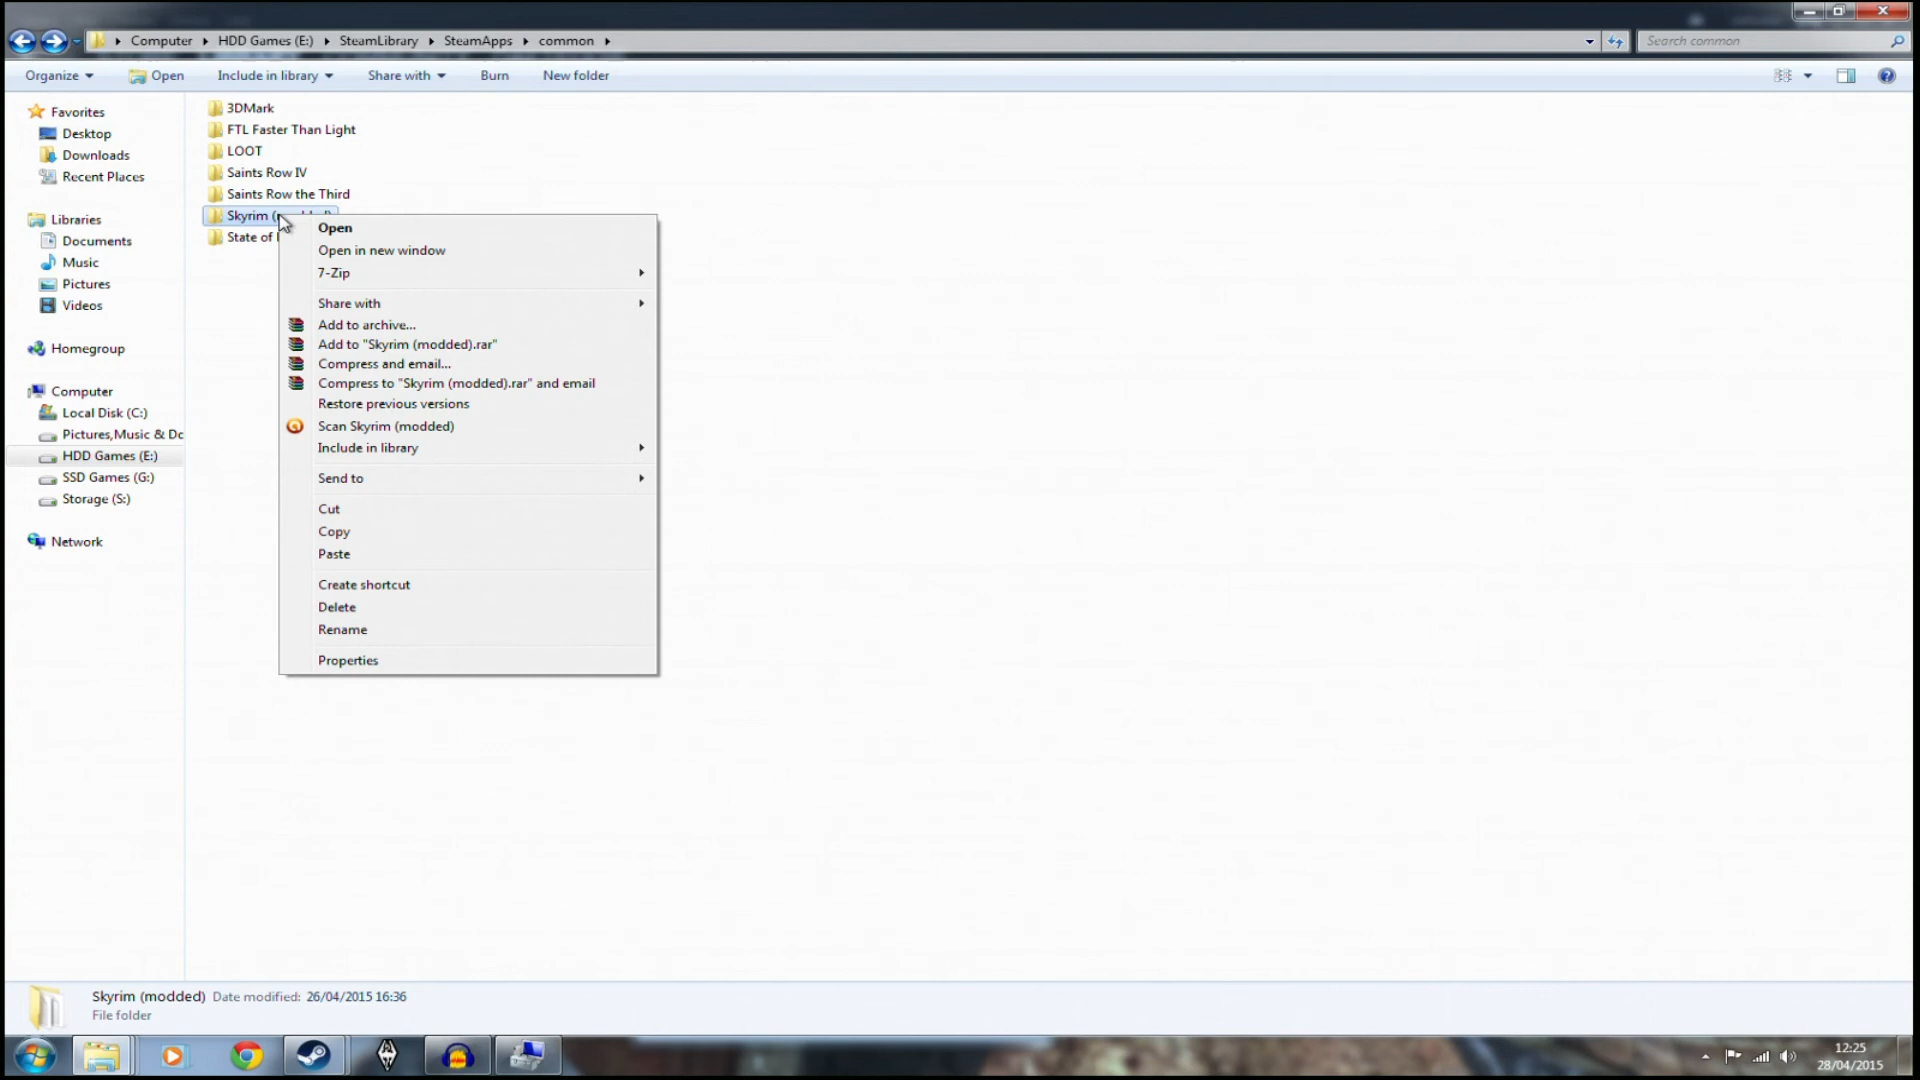 Computer HDD Games (E:) SteamLibrary SteamApps common
Search common
Organize Open Include in library Share with Burn New folder
Favorites
Desktop
Downloads
Recent Places
Libraries
Documents
Music
Pictures
Videos
Homegroup
Computer
Local Disk (C:)
Pictures,Music & Dc
HDD Games (E:)
SSD Games (G:)
Storage (S:)
Network
3DMark
FTL Faster Than Light
LOOT
Saints Row IV
Saints Row the Third
Skyrim
State of
Open
Open in new window
7-Zip
Share with
Add to archive...
Add to "Skyrim (modded).rar"
Compress and email...
Compress to "Skyrim (modded).rar" and email
Restore previous versions
Scan Skyrim (modded)
Include in library
Send to
Cut
Copy
Paste
Create shortcut
Delete
Rename
Properties
Skyrim (modded) Date modified: 26/04/2015 16:36
File folder
12:25
28/04/2015